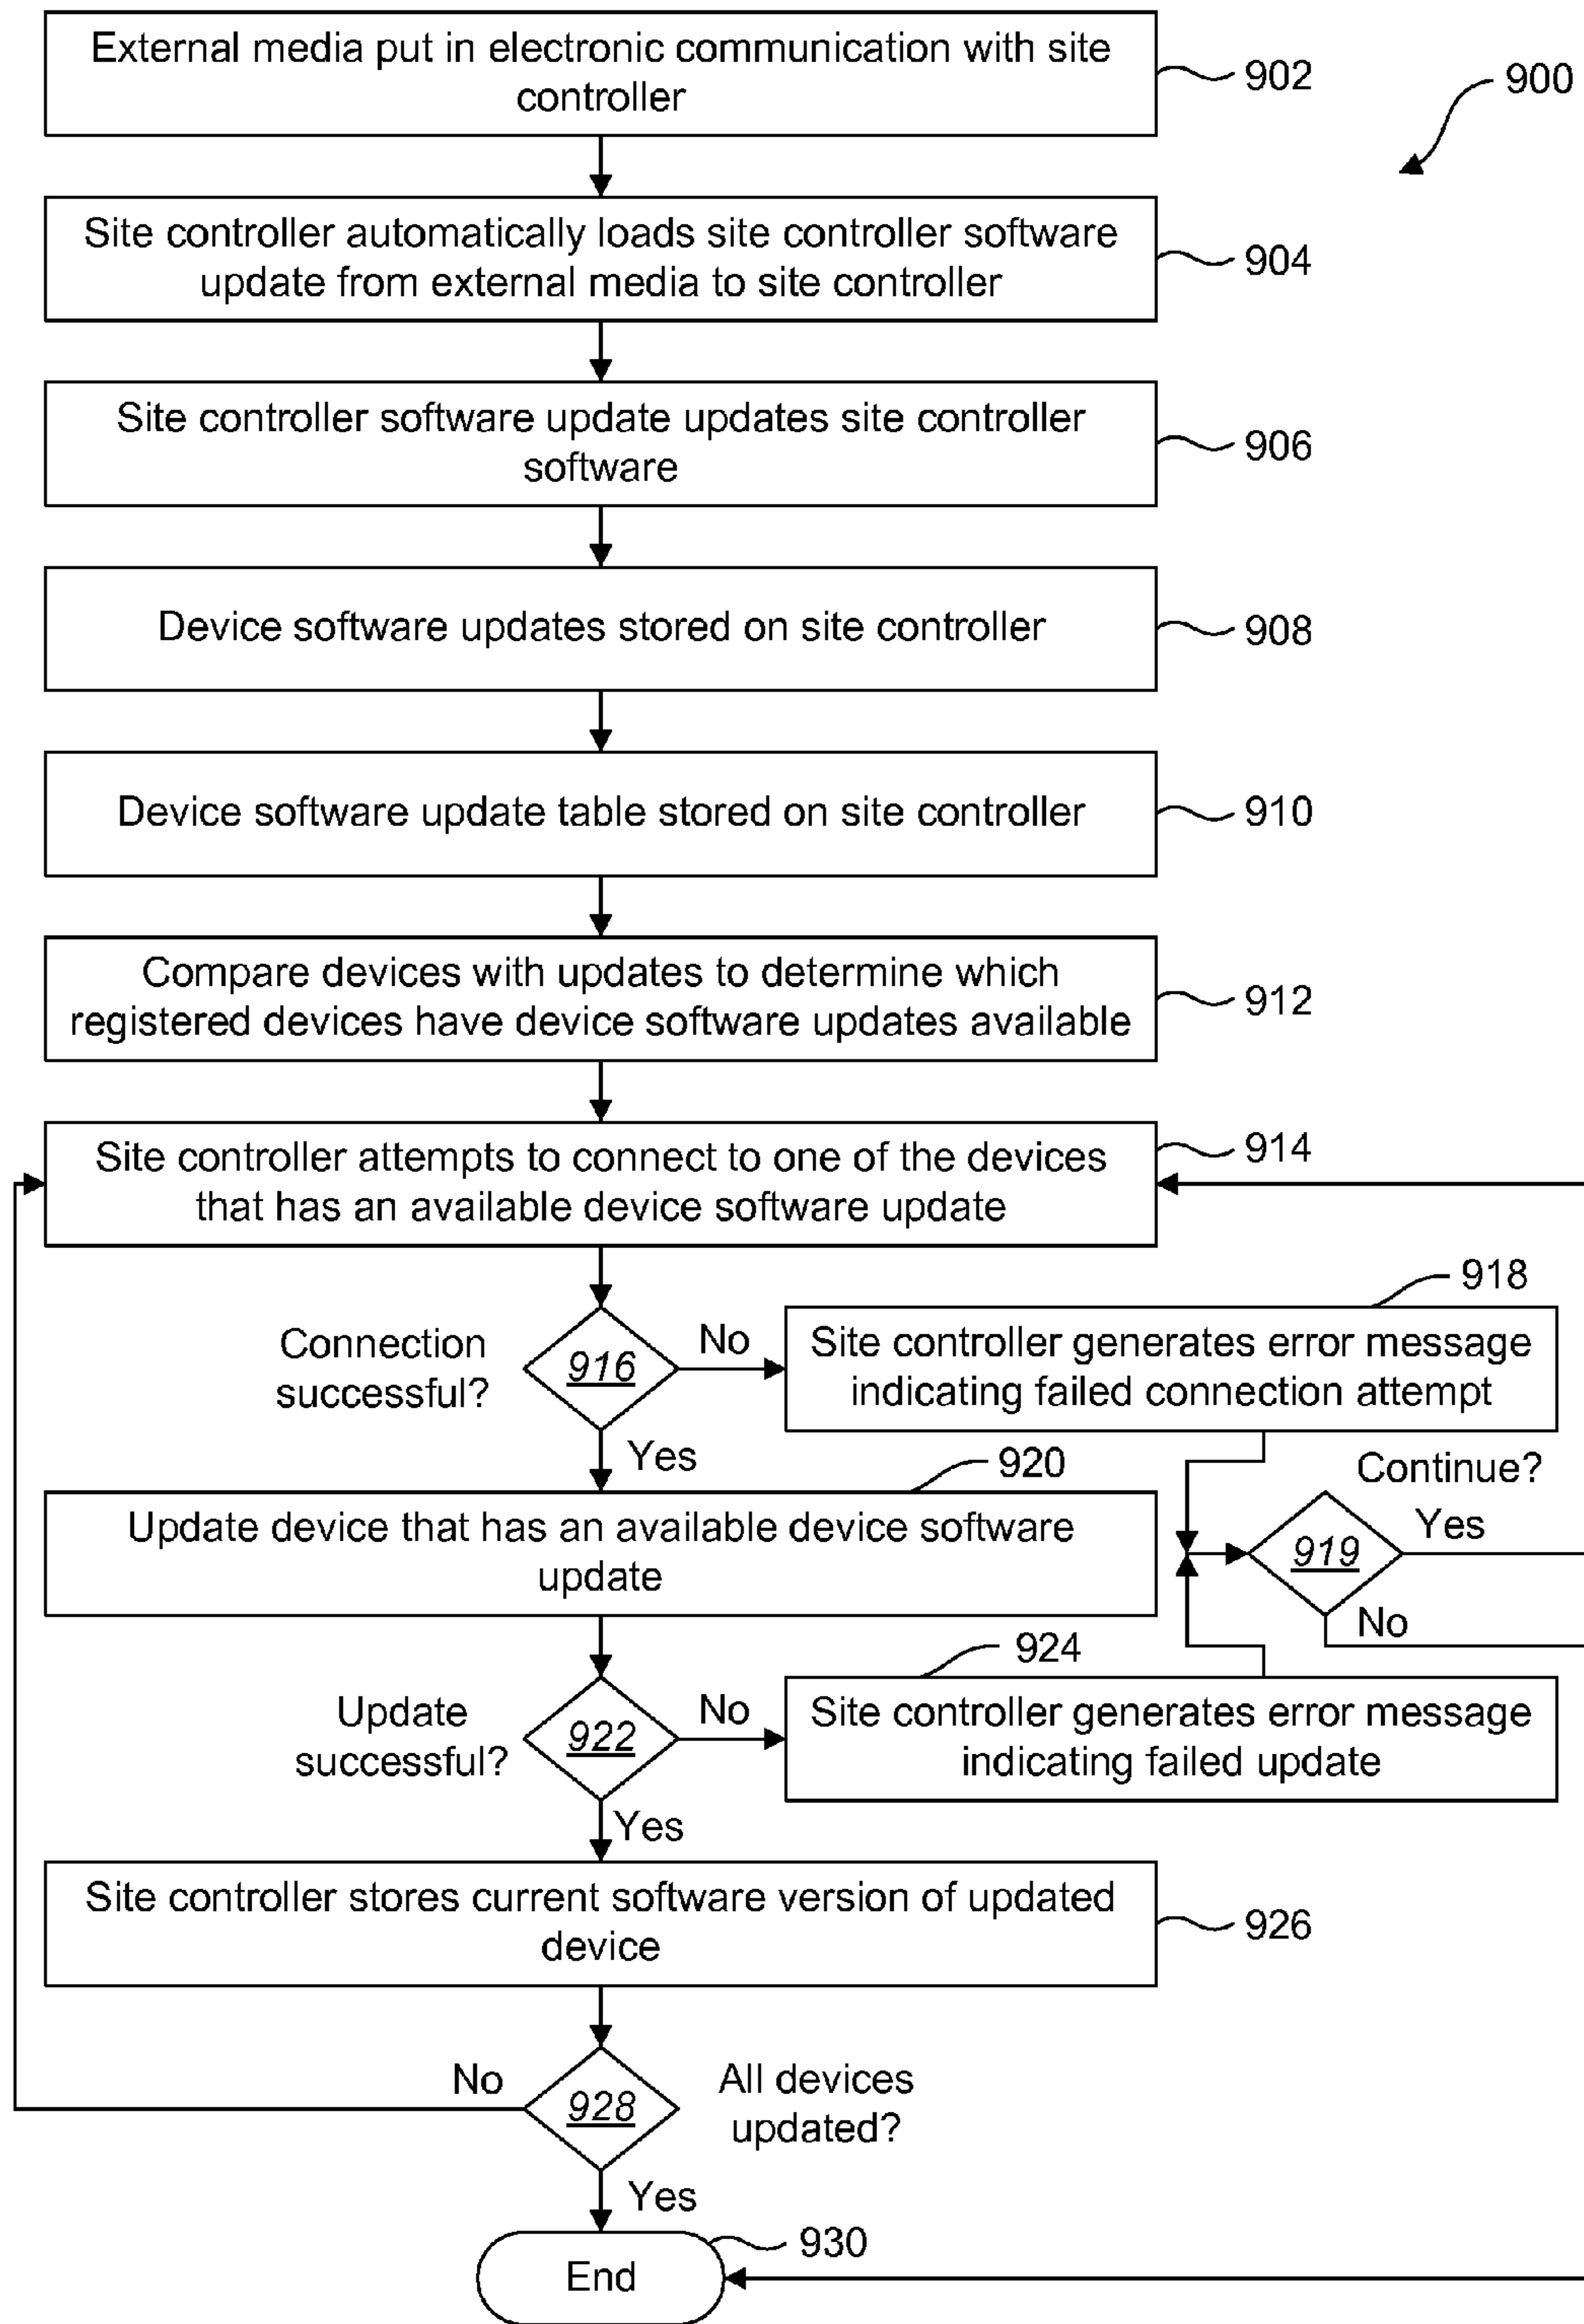 External media put in electronic communication with site
controller
902
900
Site controller automatically loads site controller software
update from external media to site controller
904
Site controller software update updates site controller
software
906
Device software updates stored on site controller
908
Device software update table stored on site controller
910
Compare devices with updates to determine which
registered devices have device software updates available
912
Site controller attempts to connect to one of the devices
that has an available device software update
914
918
Connection
successful?
916
No
Site controller generates error message
indicating failed connection attempt
Yes
920
Continue?
Update device that has an available device software
update
919
Yes
No
924
Update
successful?
922
No
Site controller generates error message
indicating failed update
Yes
Site controller stores current software version of updated
device
926
No
928
All devices
updated?
Yes
930
End